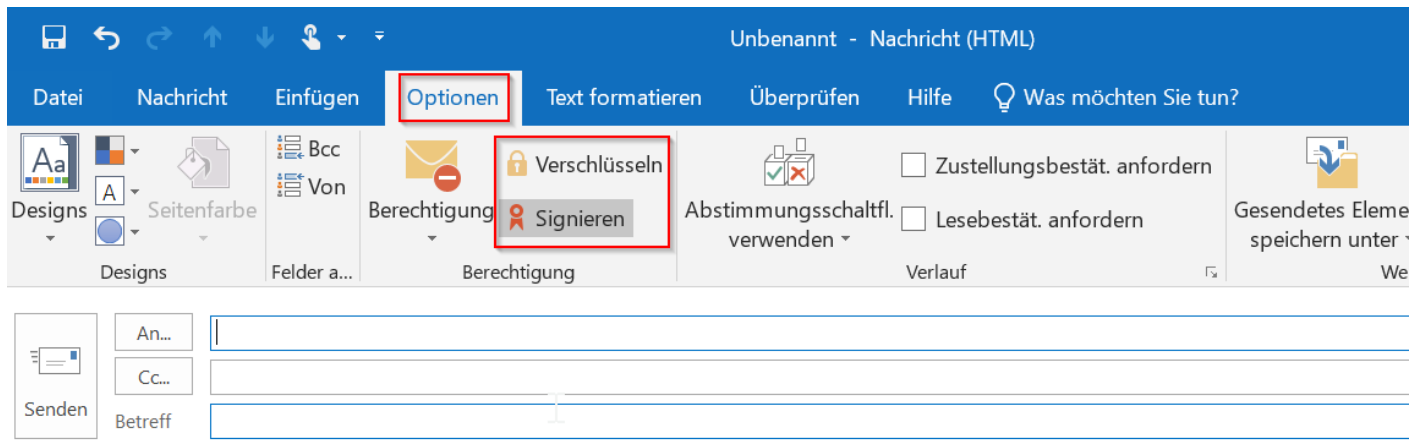 Unbenannt - Nachricht (HTML)
Datei Nachricht Einfügen Optionen Text formatieren Überprüfen Hilfe Was möchten Sie tun?
Aa
A
Designs
Seitenfarbe
Bcc
Von
Berechtigung
Verschlüsseln
Signieren
Abstimmungsschaltfl.
verwenden
Zustellungsbestät. anfordern
Lesebestät. anfordern
Gesendetes Eleme
speichern unter
Designs Felder a... Berechtigung Verlauf We
An...
Cc...
Senden
Betreff